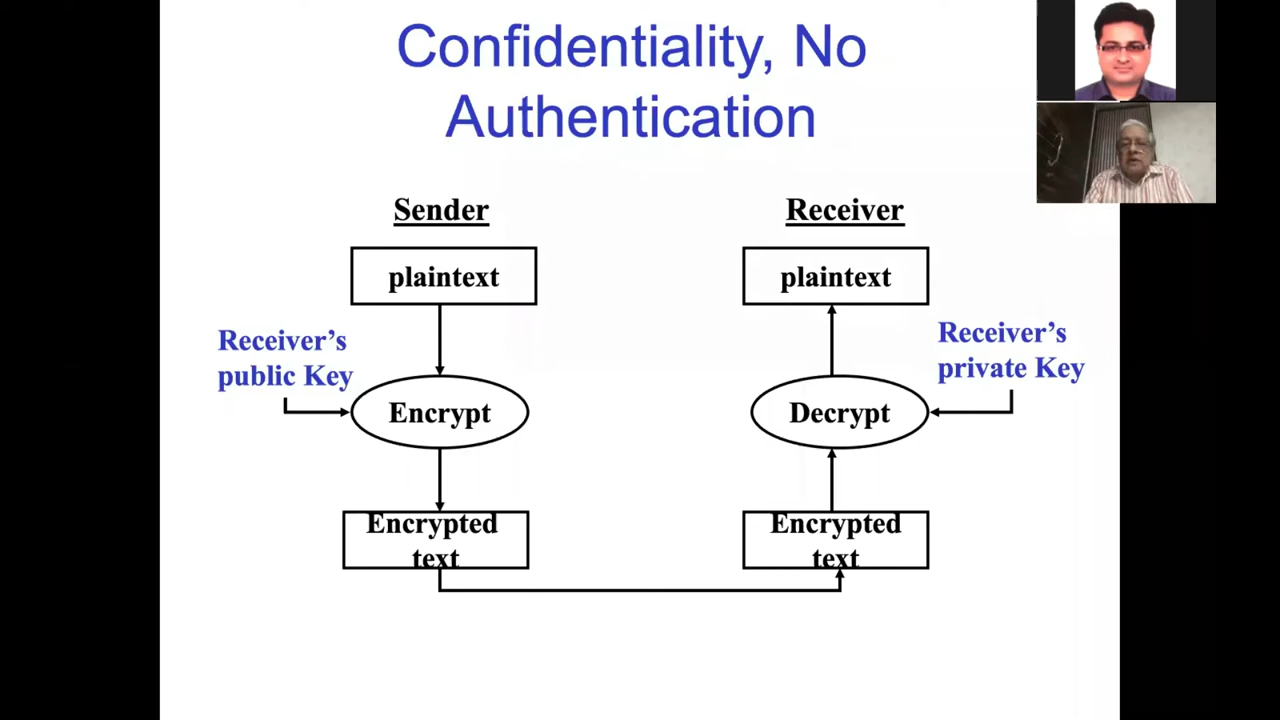 Confidentiality, No
Authentication
Sender
Receiver
plaintext
plaintext
Receiver’s
public Key
Receiver’s
private Key
Encrypt
Decrypt
Encrypted
text
Encrypted
text